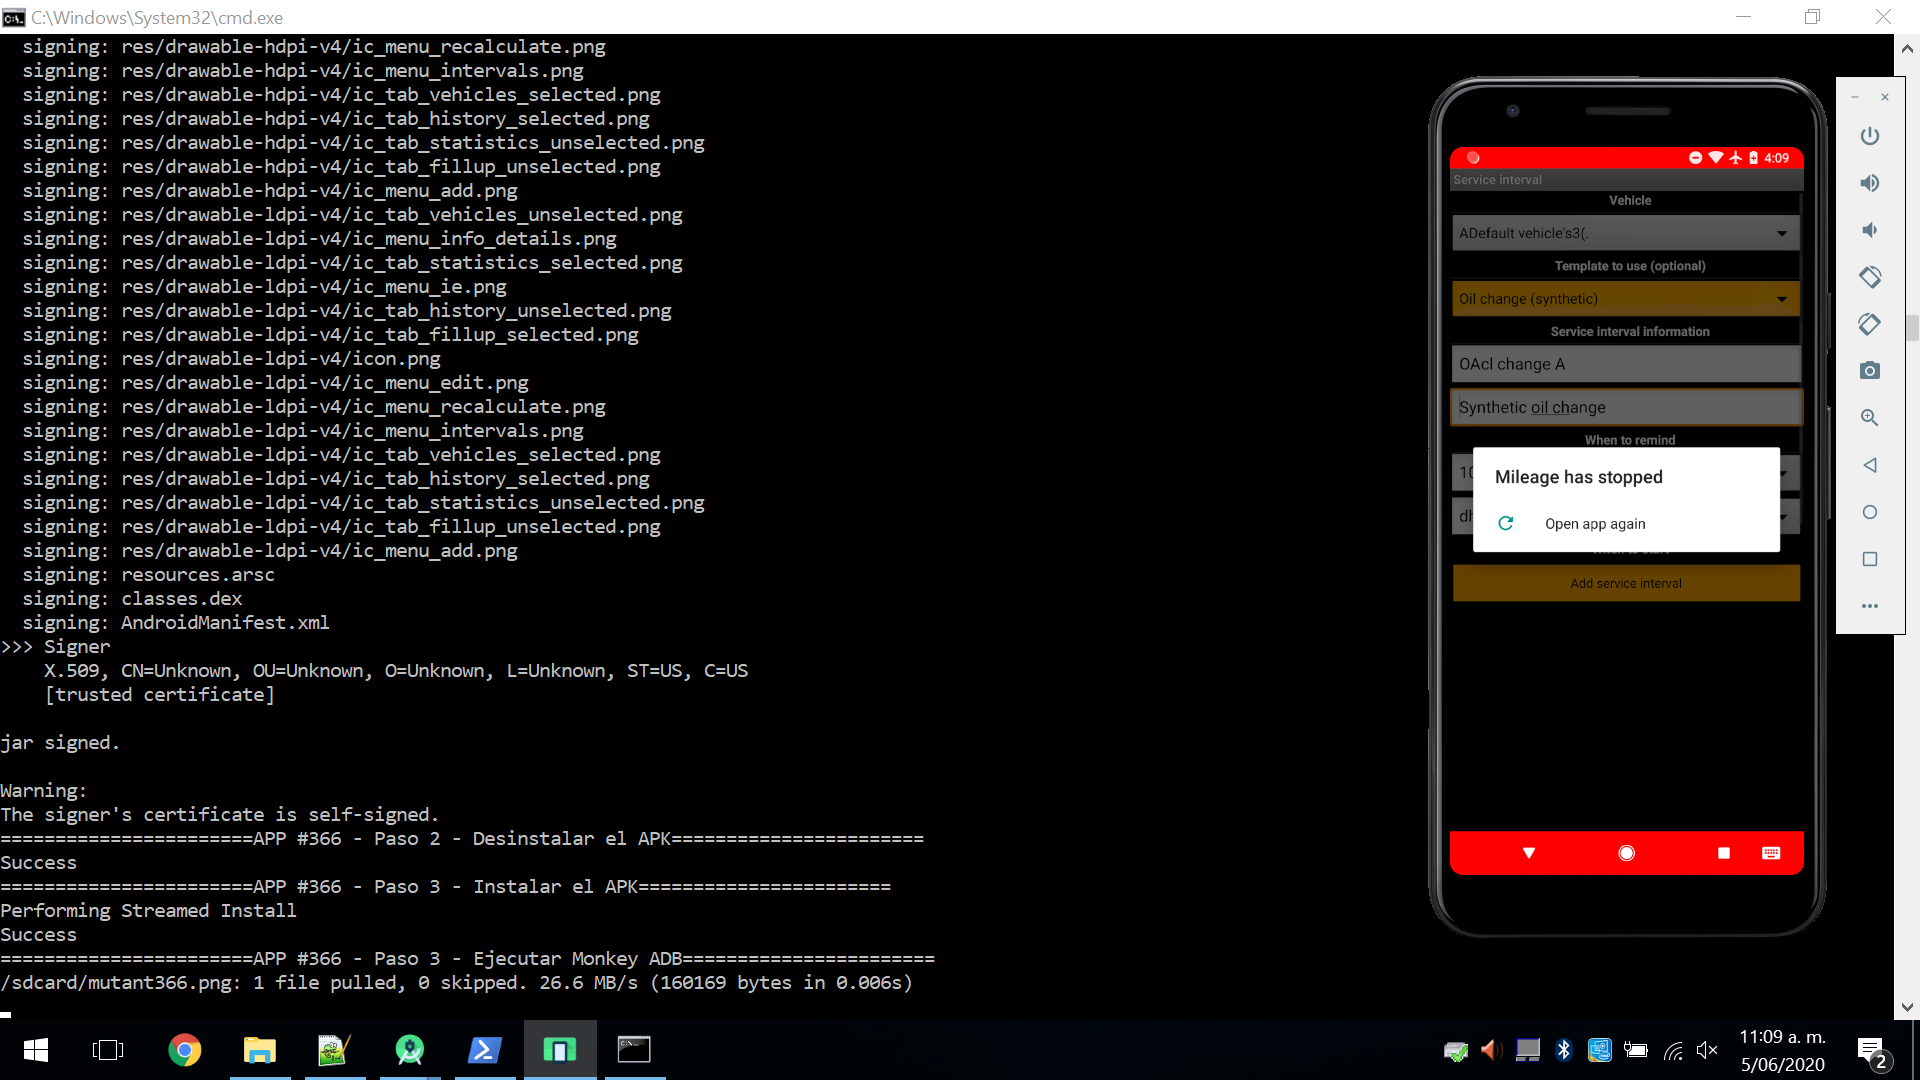 C:\Windows\System32\cmd.exe
signing: res/drawable-hdpi-v4/ic_menu_recalculate.png
signing: res/drawable-hdpi-v4/ic_menu_intervals.png
signing: res/drawable-hdpi-v4/ic_tab_vehicles_selected.png
signing: res/drawable-hdpi-v4/ic_tab_history_selected.png
signing: res/drawable-hdpi-v4/ic_tab_statistics_unselected.png
signing: res/drawable-hdpi-v4/ic_tab_fillup_unselected.png
signing: res/drawable-hdpi-v4/ic_menu_add.png
signing: res/drawable-ldpi-v4/ic_tab_vehicles_unselected.png
signing: res/drawable-ldpi-v4/ic_menu_info_details.png
signing: res/drawable-ldpi-v4/ic_tab_statistics_selected.png
signing: res/drawable-ldpi-v4/ic_menu_ie.png
signing: res/drawable-ldpi-v4/ic_tab_history_unselected.png
signing: res/drawable-ldpi-v4/ic_tab_fillup_selected.png
signing: res/drawable-ldpi-v4/icon.png
signing: res/drawable-ldpi-v4/ic_menu_edit.png
signing: res/drawable-ldpi-v4/ic_menu_recalculate.png
signing: res/drawable-ldpi-v4/ic_menu_intervals.png
signing: res/drawable-ldpi-v4/ic_tab_vehicles_selected.png
signing: res/drawable-ldpi-v4/ic_tab_history_selected.png
signing: res/drawable-ldpi-v4/ic_tab_statistics_unselected.png
signing: res/drawable-ldpi-v4/ic_tab_fillup_unselected.png
signing: res/drawable-ldpi-v4/ic_menu_add.png
signing: resources.arsc
signing: classes.dex
signing: AndroidManifest.xml
>>> Signer
X.509, CN=Unknown, OU=Unknown, O=Unknown, L=Unknown, ST=US, C=US
[trusted certificate]
jar signed.
Warning:
The signer's certificate is self-signed.
=======================APP #366 - Paso 2 - Desinstalar el APK=======================
Success
=======================APP #366 - Paso 3 - Instalar el APK=======================
Performing Streamed Install
Success
=======================APP #366 - Paso 3 - Ejecutar Monkey ADB=======================
/sdcard/mutant366.png: 1 file pulled, 0 skipped. 26.6 MB/s (160169 bytes in 0.006s)
4:09
Service interval
Vehicle
ADefault vehicle's3(.
Template to use (optional)
Oil change (synthetic)
Service interval information
OAcl change A
Synthetic oil change
When to remind
Mileage has stopped
Open app again
Add service interval
11:09 a. m.
5/06/2020
2